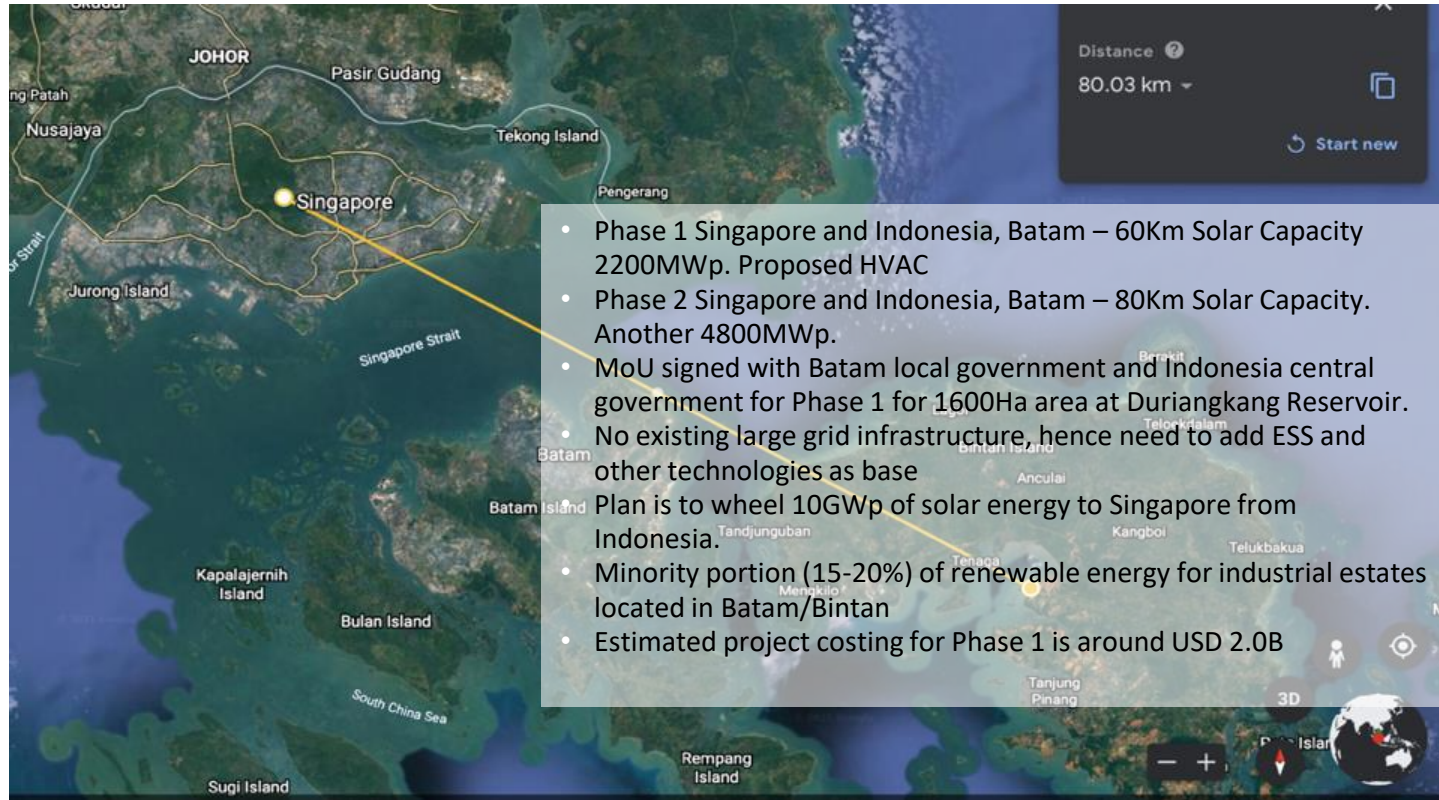 JOHOR
Pasir Gudang
ng Patah
Nusajaya
Tekong Island
Pengerang
Singapore
Jurong Island
Singapore Strait
Distance
80.03 km
Start new
• Phase 1 Singapore and Indonesia, Batam – 60Km Solar Capacity
2200MWp. Proposed HVAC
• Phase 2 Singapore and Indonesia, Batam – 80Km Solar Capacity.
Another 4800MWp.
• MoU signed with Batam local government and Indonesia central
government for Phase 1 for 1600Ha area at Duriangkang Reservoir.
• No existing large grid infrastructure, hence need to add ESS and
other technologies as base
• Plan is to wheel 10GWp of solar energy to Singapore from
Indonesia.
• Minority portion (15-20%) of renewable energy for industrial estates
located in Batam/Bintan
• Estimated project costing for Phase 1 is around USD 2.0B
Berakit
Teloekdalam
Bintan Island
Anculai
Batam
Batam Island
Tandjunguban
Kangboi
Telukbakua
Tenaga
Mengkilo
Kapalajernih
Island
Bulan Island
South China Sea
Tanjung
Pinang
Rempang
Island
Sugi Island
3D